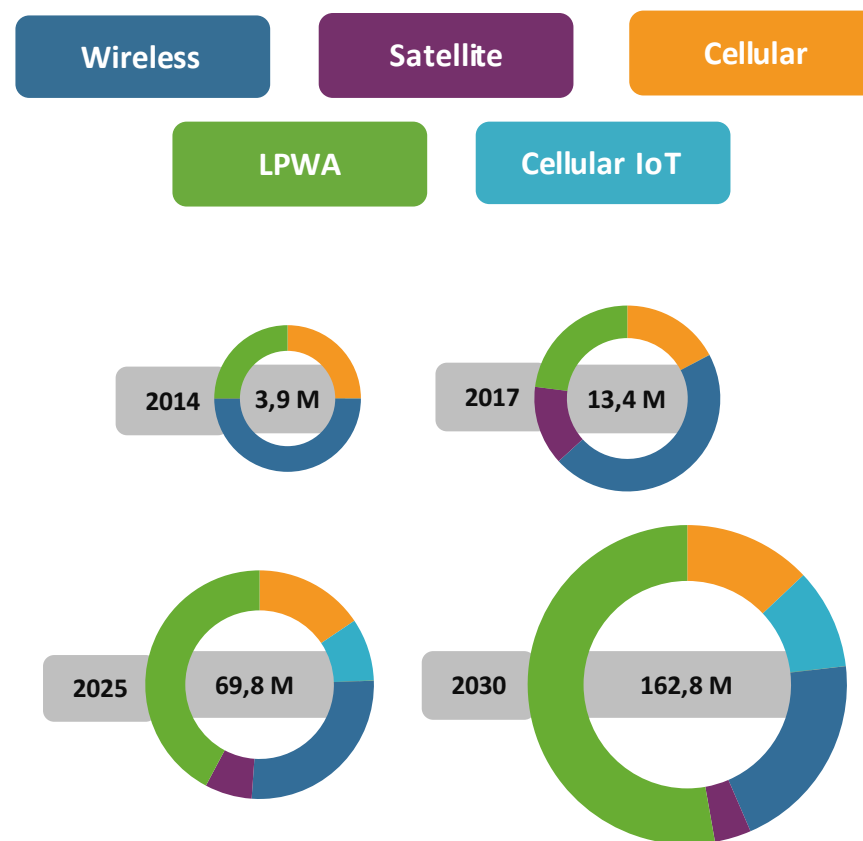 Wireless
Satellite
Cellular
LPWA
Cellular IoT
2014
3,9 M
2017
13,4 M
2025
69,8 M
2030
162,8 M